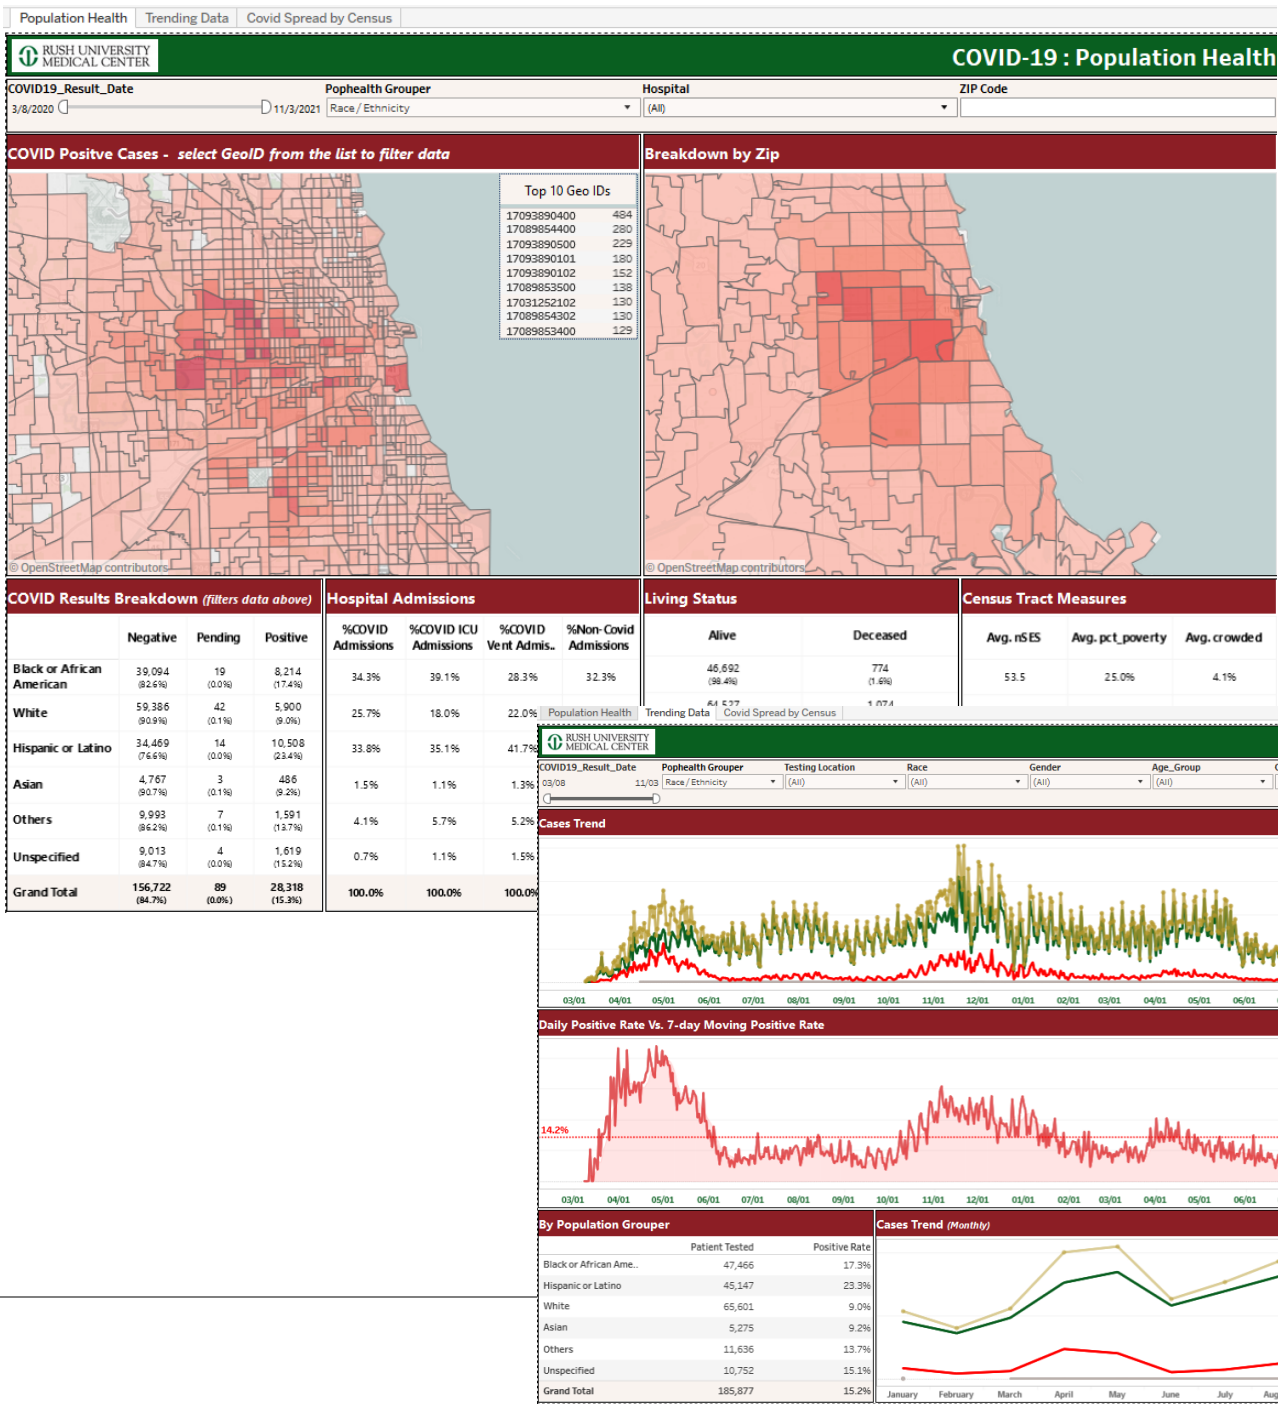 Population Health Trending Data Covid Spread by Census
RUSH UNIVERSITY
MEDICAL CENTER
COVID-19 : Population Health
COVID19_Result_Date Pophealth Grouper Hospital ZIP Code
3/8/2020 11/3/2021 Race / Ethnicity (All)
COVID Positve Cases - select GeoID from the list to filter data
Top 10 Geo IDs
17093890400 484
17089854400 280
17093890500 229
17093890101 180
17093890102 152
17089853500 138
17031252102 130
17089854302 130
17089853400 129
© OpenStreetMap contributors
Breakdown by Zip
© OpenStreetMap contributors
COVID Results Breakdown (filters data above)
Negative Pending Positive
Black or African American 39,094 (82.6%) 19 (0.0%) 8,214 (17.4%)
White 59,386 (90.9%) 42 (0.1%) 5,900 (9.0%)
Hispanic or Latino 34,469 (76.6%) 14 (0.0%) 10,508 (23.4%)
Asian 4,767 (90.7%) 3 (0.1%) 486 (9.2%)
Others 9,993 (86.2%) 7 (0.1%) 1,591 (13.7%)
Unspecified 9,013 (84.7%) 4 (0.0%) 1,619 (15.2%)
Grand Total 156,722 (84.7%) 89 (0.0%) 28,318 (15.3%)
Hospital Admissions
%COVID Admissions %COVID ICU Admissions %COVID Vent Admis.. %Non-Covid Admissions
34.3% 39.1% 28.3% 32.3%
25.7% 18.0% 22.0%
33.8% 35.1% 41.7%
1.5% 1.1% 1.3%
4.1% 5.7% 5.2%
0.7% 1.1% 1.5%
100.0% 100.0% 100.0%
Living Status
Alive Deceased
46,692 (98.4%) 774 (1.6%)
64,527 1,074
Census Tract Measures
Avg. nSES Avg. pct_poverty Avg. crowded
53.5 25.0% 4.1%
Population Health Trending Data Covid Spread by Census
RUSH UNIVERSITY
MEDICAL CENTER
COVID19_Result_Date Pophealth Grouper Testing Location Race Gender Age_Group
03/08 11/03 Race / Ethnicity (All) (All) (All) (All)
Cases Trend
03/01 04/01 05/01 06/01 07/01 08/01 09/01 10/01 11/01 12/01 01/01 02/01 03/01 04/01 05/01 06/01
Daily Positive Rate Vs. 7-day Moving Positive Rate
14.2%
03/01 04/01 05/01 06/01 07/01 08/01 09/01 10/01 11/01 12/01 01/01 02/01 03/01 04/01 05/01 06/01
By Population Grouper
Patient Tested Positive Rate
Black or African Ame.. 47,466 17.3%
Hispanic or Latino 45,147 23.3%
White 65,601 9.0%
Asian 5,275 9.2%
Others 11,636 13.7%
Unspecified 10,752 15.1%
Grand Total 185,877 15.2%
Cases Trend (Monthly)
January February March April May June July Aug